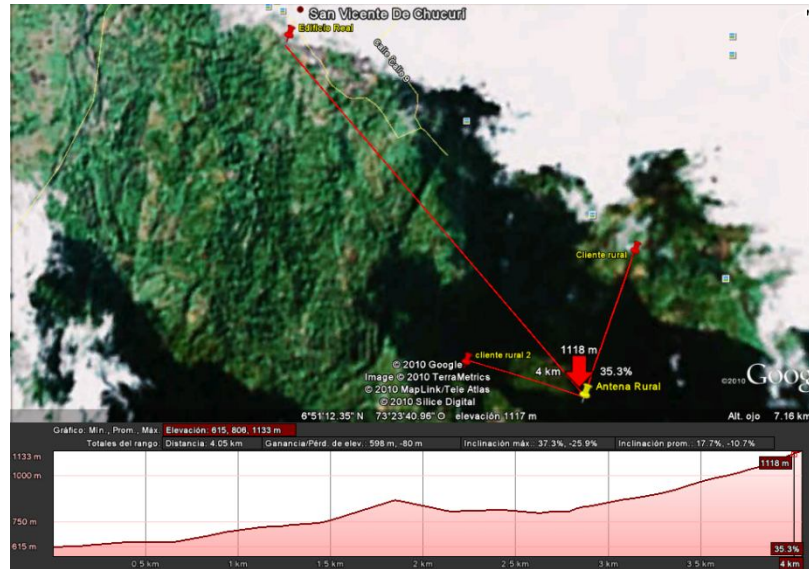 San Vicente De Chucurí
Edificio Real
Calle Calle 9
Cliente rural
cliente rural 2
1118 m
4 km
35.3%
Antena Rural
© 2010 Google
Image © 2010 TerraMetrics
© 2010 MapLink/Tele Atlas
© 2010 Silice Digital
©2010 Goog
6°51'12.35" N 73°23'40.96" O elevación 1117 m
Alt. ojo 7.16 km
Gráfico: Mín., Prom., Máx. Elevación: 615, 806, 1133 m
Totales del rango Distancia: 4.05 km Ganancia/Pérd. de elev.: 598 m, -80 m Inclinación máx.: 37.3%, -25.9% Inclinación prom.: 17.7%, -10.7%
1133 m
1118 m
1000 m
750 m
615 m
35.3%
0.5 km 1 km 1.5 km 2 km 2.5 km 3 km 3.5 km 4 km